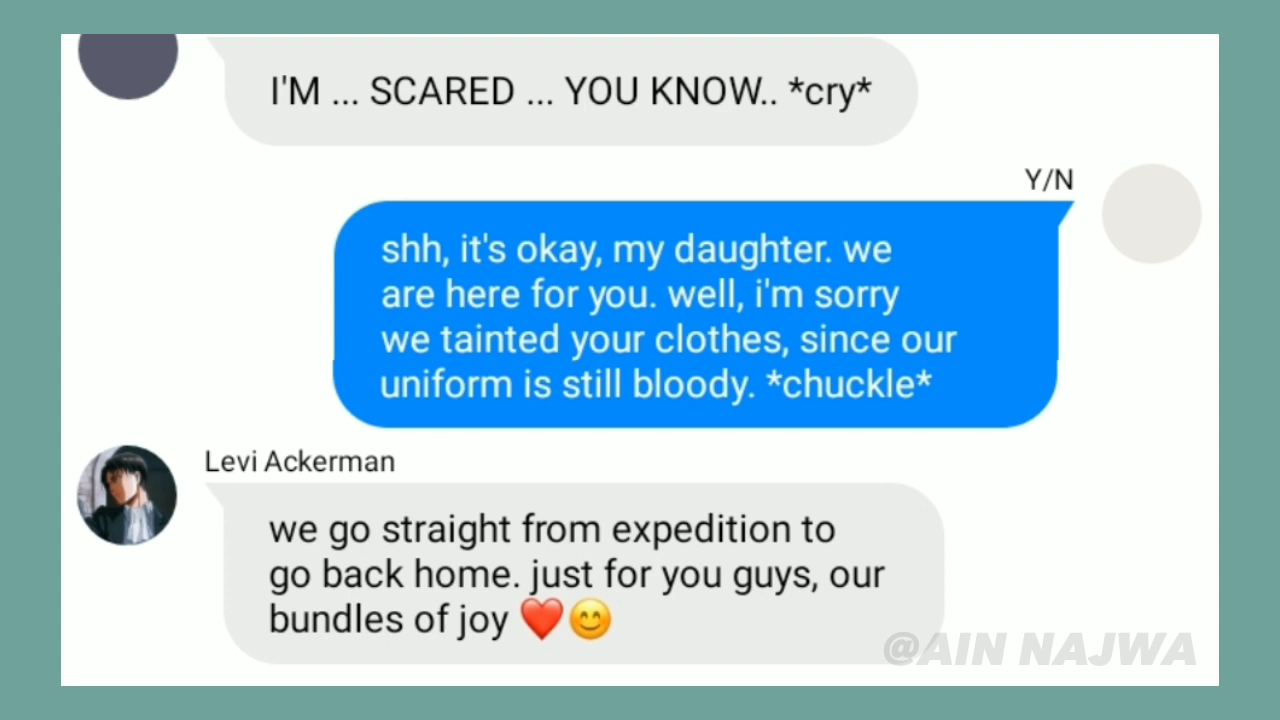 I'M ... SCARED ... YOU KNOW.. *cry*
Y/N
shh, it's okay, my daughter. we
are here for you. well, i'm sorry
we tainted your clothes, since our
uniform is still bloody. *chuckle*
Levi Ackerman
we go straight from expedition to
go back home. just for you guys, our
bundles of joy ❤️😊
@AIN NAJWA